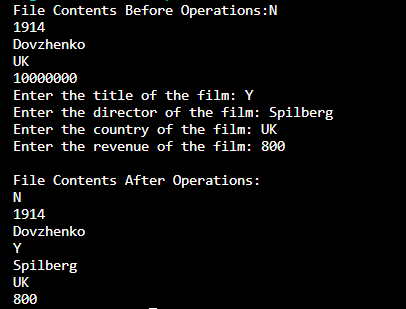 File Contents Before Operations:N
1914
Dovzhenko
UK
10000000
Enter the title of the film: Y
Enter the director of the film: Spilberg
Enter the country of the film: UK
Enter the revenue of the film: 800

File Contents After Operations:
N
1914
Dovzhenko
Y
Spilberg
UK
800